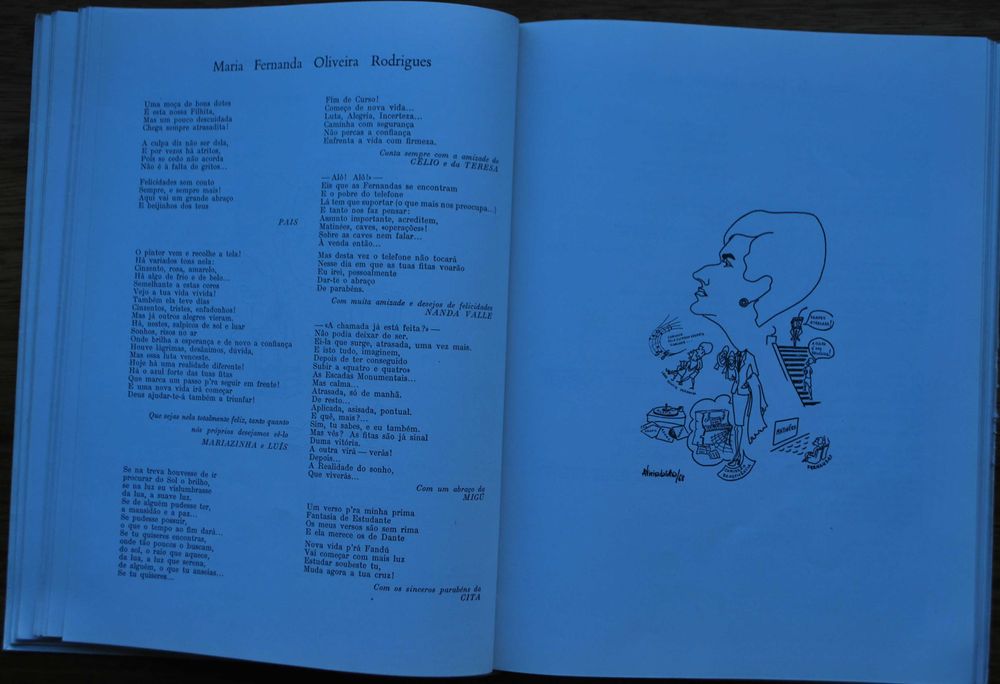 Maria Fernanda Oliveira Rodrigues
Uma moça de bons dotes
É esta nossa Filhita,
Mas um pouco descuidada
Chega sempre atrasadita!
A culpa diz não ser dela,
E por vezes há atritos,
Pois se cedo não acorda
Não é à falta de gritos...
Felicidades sem conto
Sempre, e sempre mais!
Aqui vai um grande abraço
E beijinhos dos teus
PAIS
O pintor vem e recolhe a tela!
Há variados tons nela:
Cinzento, rosa, amarelo,
Há algo de frio e de belo...
Semelhante a estas cores
Vejo a tua vida vivida!
Também ela teve dias
Cinzentos, tristes, enfadonhos!
Mas já outros alegres vieram.
Há, nestes, salpicos de sol e luar
Sonhos, risos no ar
Onde brilha a esperança e de novo a confiança
Houve lágrimas, desânimos, dúvida,
Mas essa luta venceste.
Hoje há uma realidade diferente!
Há o azul forte das tuas fitas
Que marca um passo p'ra seguir em frente!
E uma nova vida irá começar
Deus ajudar-te-á também a triunfar!
Que sejas nela totalmente feliz, tanto quanto
nós próprios desejamos sê-lo
MARIAZINHA e LUÍS
Se na treva houvesse de ir
procurar do Sol o brilho,
se na luz eu vislumbrasse
da lua, a suave luz.
Se de alguém pudesse ter,
a mansidão e a paz...
Se pudesse possuir,
o que o tempo ao fim dará...
Se tu quiseres encontras,
onde tão poucos o buscam,
do sol, o raio que aquece,
da lua, a luz que serena,
de alguém, o que tu anseias...
Se tu quiseres...
Fim de Curso!
Começo de nova vida...
Luta, Alegria, Incerteza...
Caminha com segurança
Não percas a confiança
Enfrenta a vida com firmeza.
Conta sempre com a amizade do
CÉLIO e da TERESA
— Alô! Alô!» —
Eis que as Fernandas se encontram
E o pobre do telefone
Lá tem que suportar (o que mais nos preocupa...)
E tanto nos faz pensar:
Assunto importante, acreditem,
Matinées, caves, «operações»!
Sobre as caves nem falar...
À venda então...
Mas desta vez o telefone não tocará
Nesse dia em que as tuas fitas voarão
Eu irei, pessoalmente
Dar-te o abraço
De parabéns.
Com muita amizade e desejos de felicidades
NANDA VALLE
— «A chamada já está feita?» —
Não podia deixar de ser.
Ei-la que surge, atrasada, uma vez mais.
E isto tudo, imaginem,
Depois de ter conseguido
Subir a «quatro e quatro»
As Escadas Monumentais...
Mas calma...
Atrasada, só de manhã.
De resto...
Aplicada, asisada, pontual.
E quê, mais?...
Sim, tu sabes, e eu também.
Mas vês? As fitas são já sinal
Duma vitória.
A outra virá — verás!
Depois...
A Realidade do sonho,
Que viverás...
Com um abraço da
MIGÚ
Um verso p'ra minha prima
Fantasia de Estudante
Os meus versos são sem rima
E ela merece os de Dante
Nova vida p'rá Fandú
Vai começar com mais luz
Estudar soubeste tu,
Muda agora a tua cruz!
Com os sinceros parabéns da
CITA
SEMPRE
ATRASADA!
MATINÉES